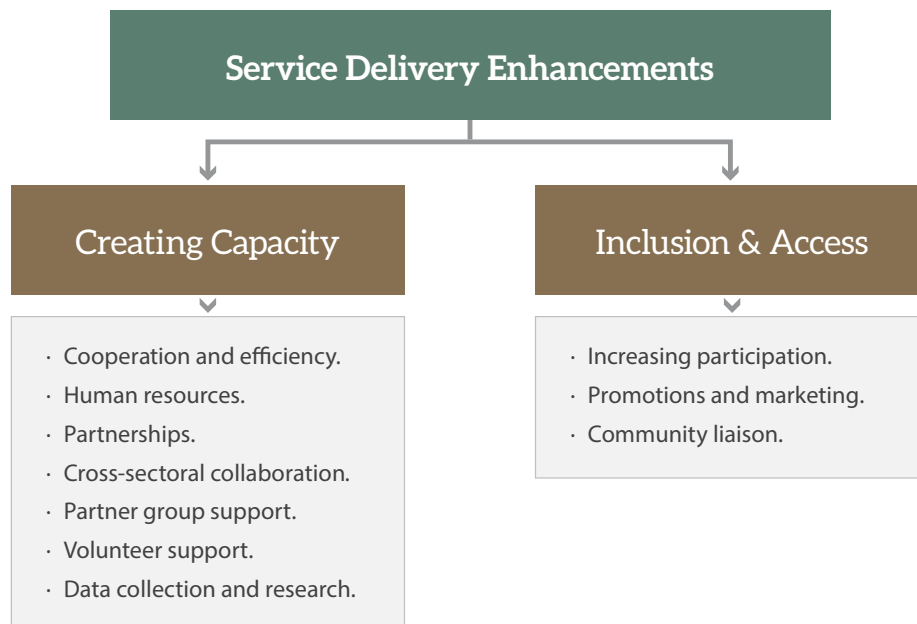 Service Delivery Enhancements
Creating Capacity
· Cooperation and efficiency.
· Human resources.
· Partnerships.
· Cross-sectoral collaboration.
· Partner group support.
· Volunteer support.
· Data collection and research.
Inclusion & Access
· Increasing participation.
· Promotions and marketing.
· Community liaison.